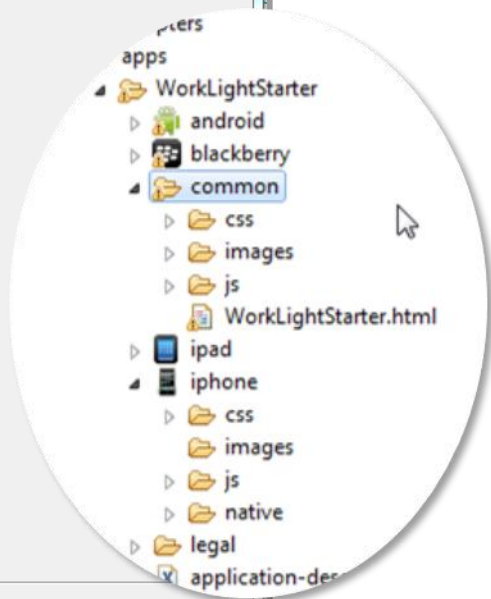 apps
WorkLightStarter
android
blackberry
common
css
images
js
WorkLightStarter.html
ipad
iphone
css
images
js
native
legal